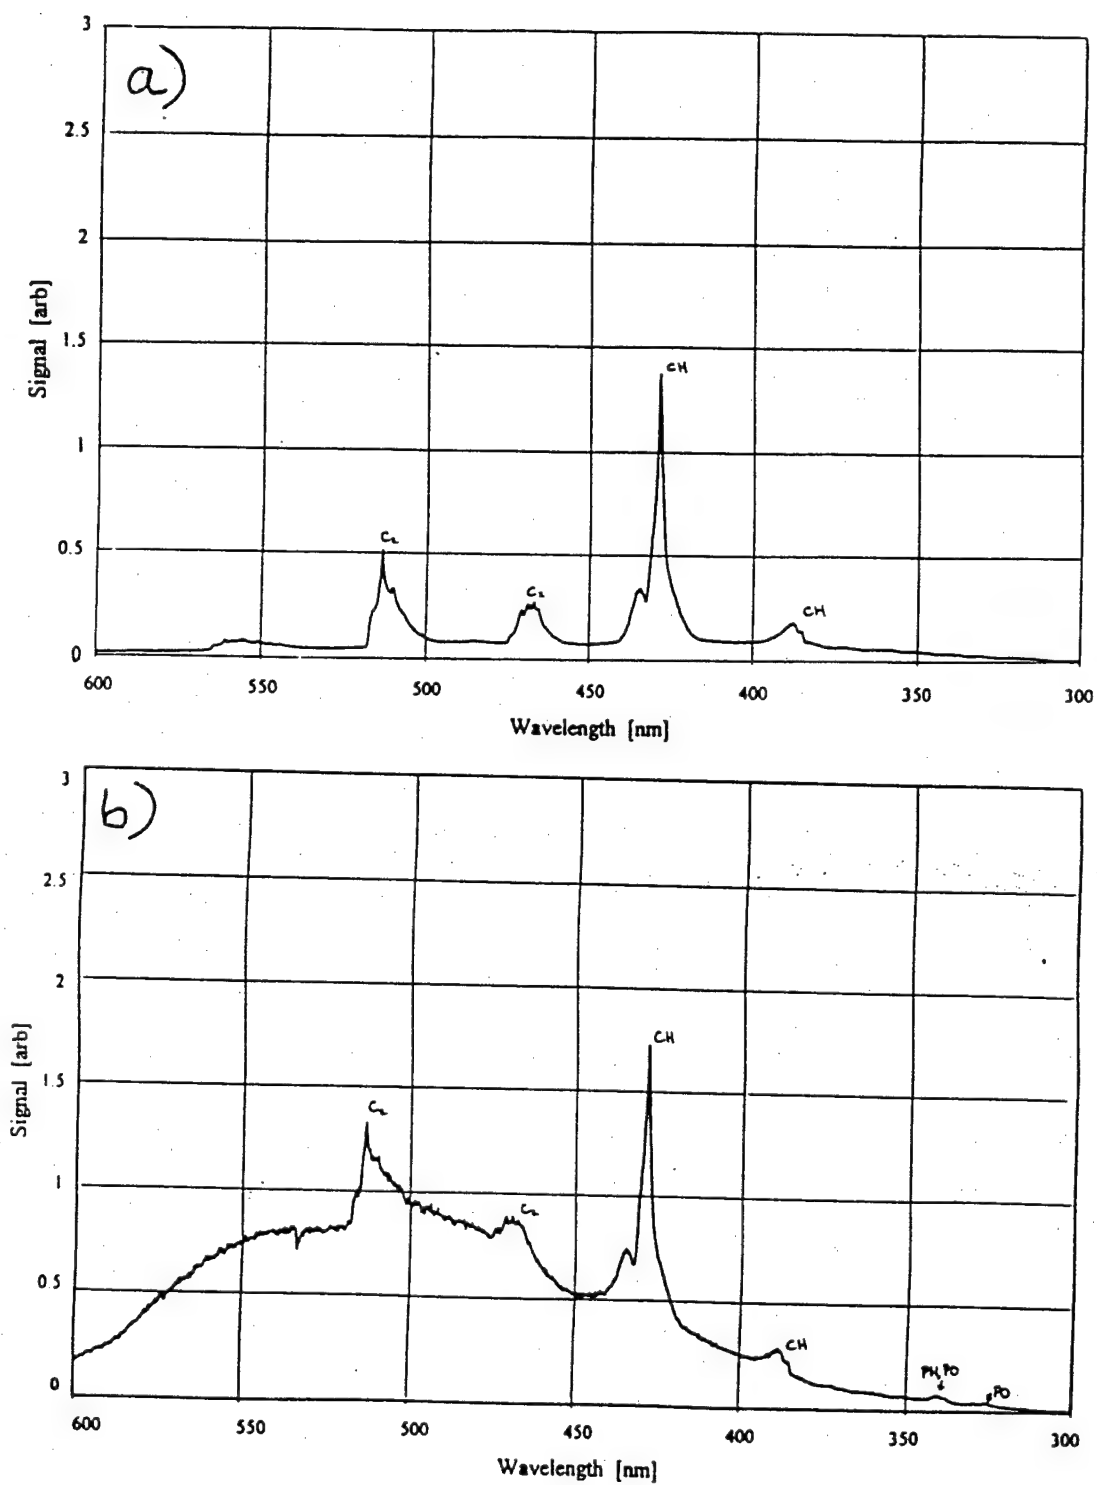 a)
3
2.5
2
1.5
1
0.5
0
Signal [arb]
C₂
C₂
CH
CH
600 550 500 450 400 350 300
Wavelength [nm]
b)
3
2.5
2
1.5
1
0.5
0
Signal [arb]
C₂
C₂
CH
CH
PH, PO
PO
600 550 500 450 400 350 300
Wavelength [nm]